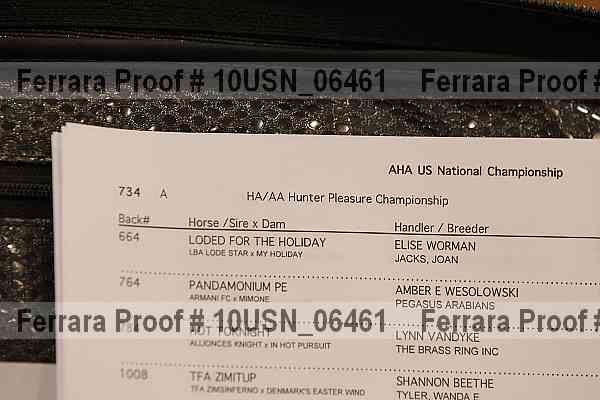 Ferrara Proof # 10USN_06461 Ferrara Proof #
AHA US National Championship
734 A HA/AA Hunter Pleasure Championship
Back# Horse /Sire x Dam Handler / Breeder
664 LODED FOR THE HOLIDAY ELISE WORMAN
LBA LODE STAR x MY HOLIDAY JACKS, JOAN
764 PANDAMONIUM PE AMBER E WESOLOWSKI
ARMANI FC x MIMONE PEGASUS ARABIANS
Ferrara Proof # 10USN_06461 Ferrara Proof #
HOT TOKNIGHT LYNN VANDYKE
ALLIONCES KNIGHT x IN HOT PURSUIT THE BRASS RING INC
1008 TFA ZIMITUP SHANNON BEETHE
TFA ZIMSINFERNO x DENMARK'S EASTER WIND TYLER, WANDA E